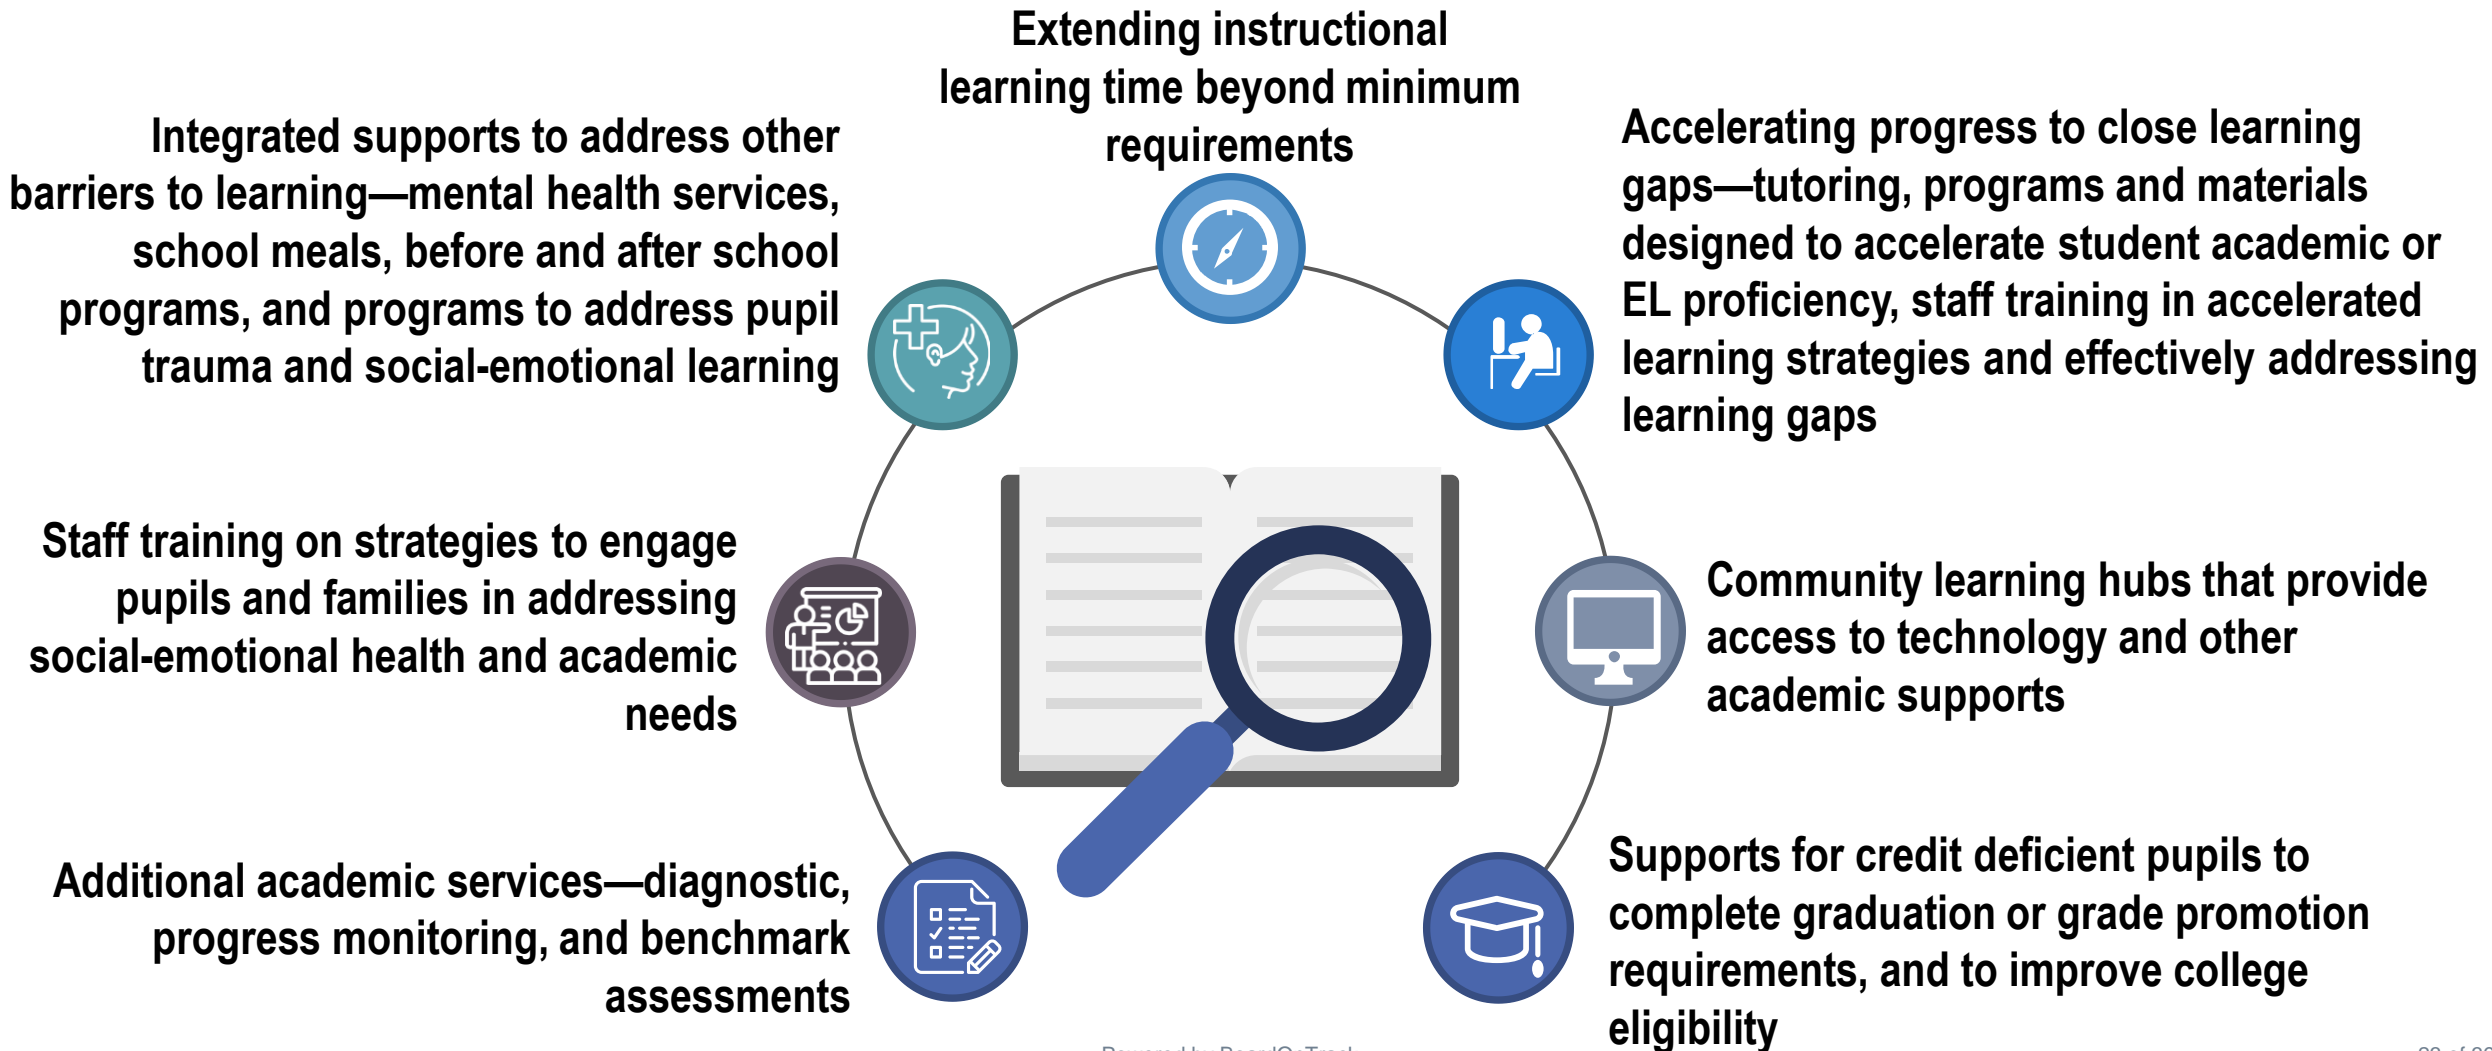 Extending instructional
learning time beyond minimum
requirements
Integrated supports to address other
barriers to learning—mental health services,
school meals, before and after school
programs, and programs to address pupil
trauma and social-emotional learning
Accelerating progress to close learning
gaps—tutoring, programs and materials
designed to accelerate student academic or
EL proficiency, staff training in accelerated
learning strategies and effectively addressing
learning gaps
Staff training on strategies to engage
pupils and families in addressing
social-emotional health and academic
needs
Community learning hubs that provide
access to technology and other
academic supports
Additional academic services—diagnostic,
progress monitoring, and benchmark
assessments
Supports for credit deficient pupils to
complete graduation or grade promotion
requirements, and to improve college
eligibility
Powered by BoardOnTrack